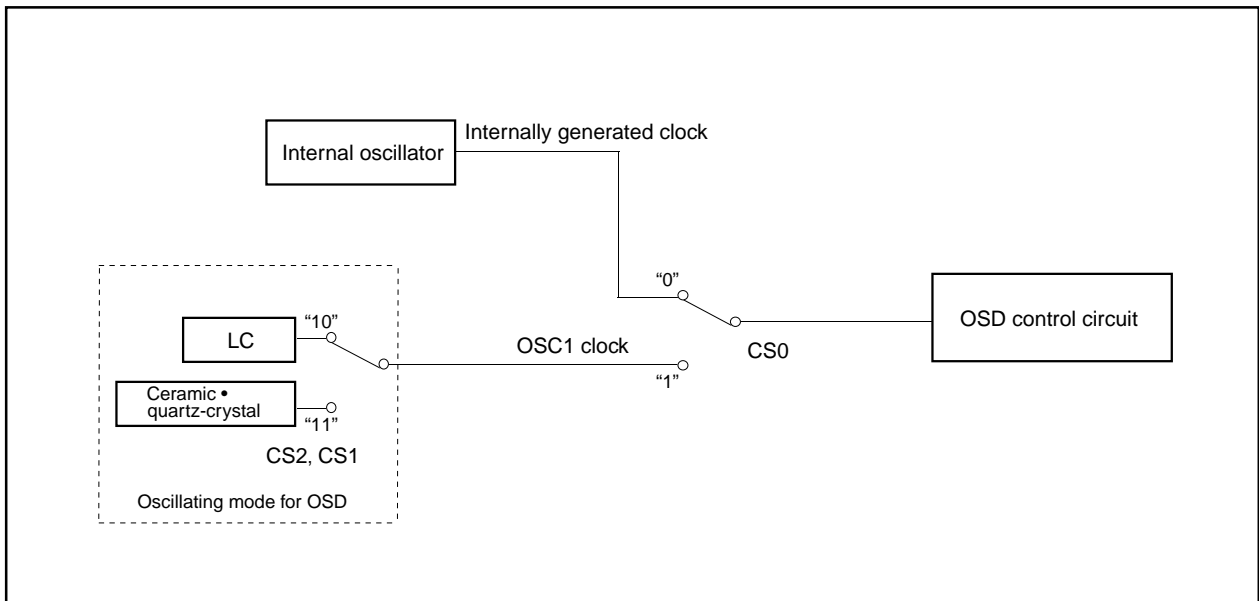 Internally generated clock
Internal oscillator
“0”
OSD control circuit
“10”
LC
OSC1 clock
CS0
“1”
Ceramic •
quartz-crystal
“11”
CS2, CS1
Oscillating mode for OSD